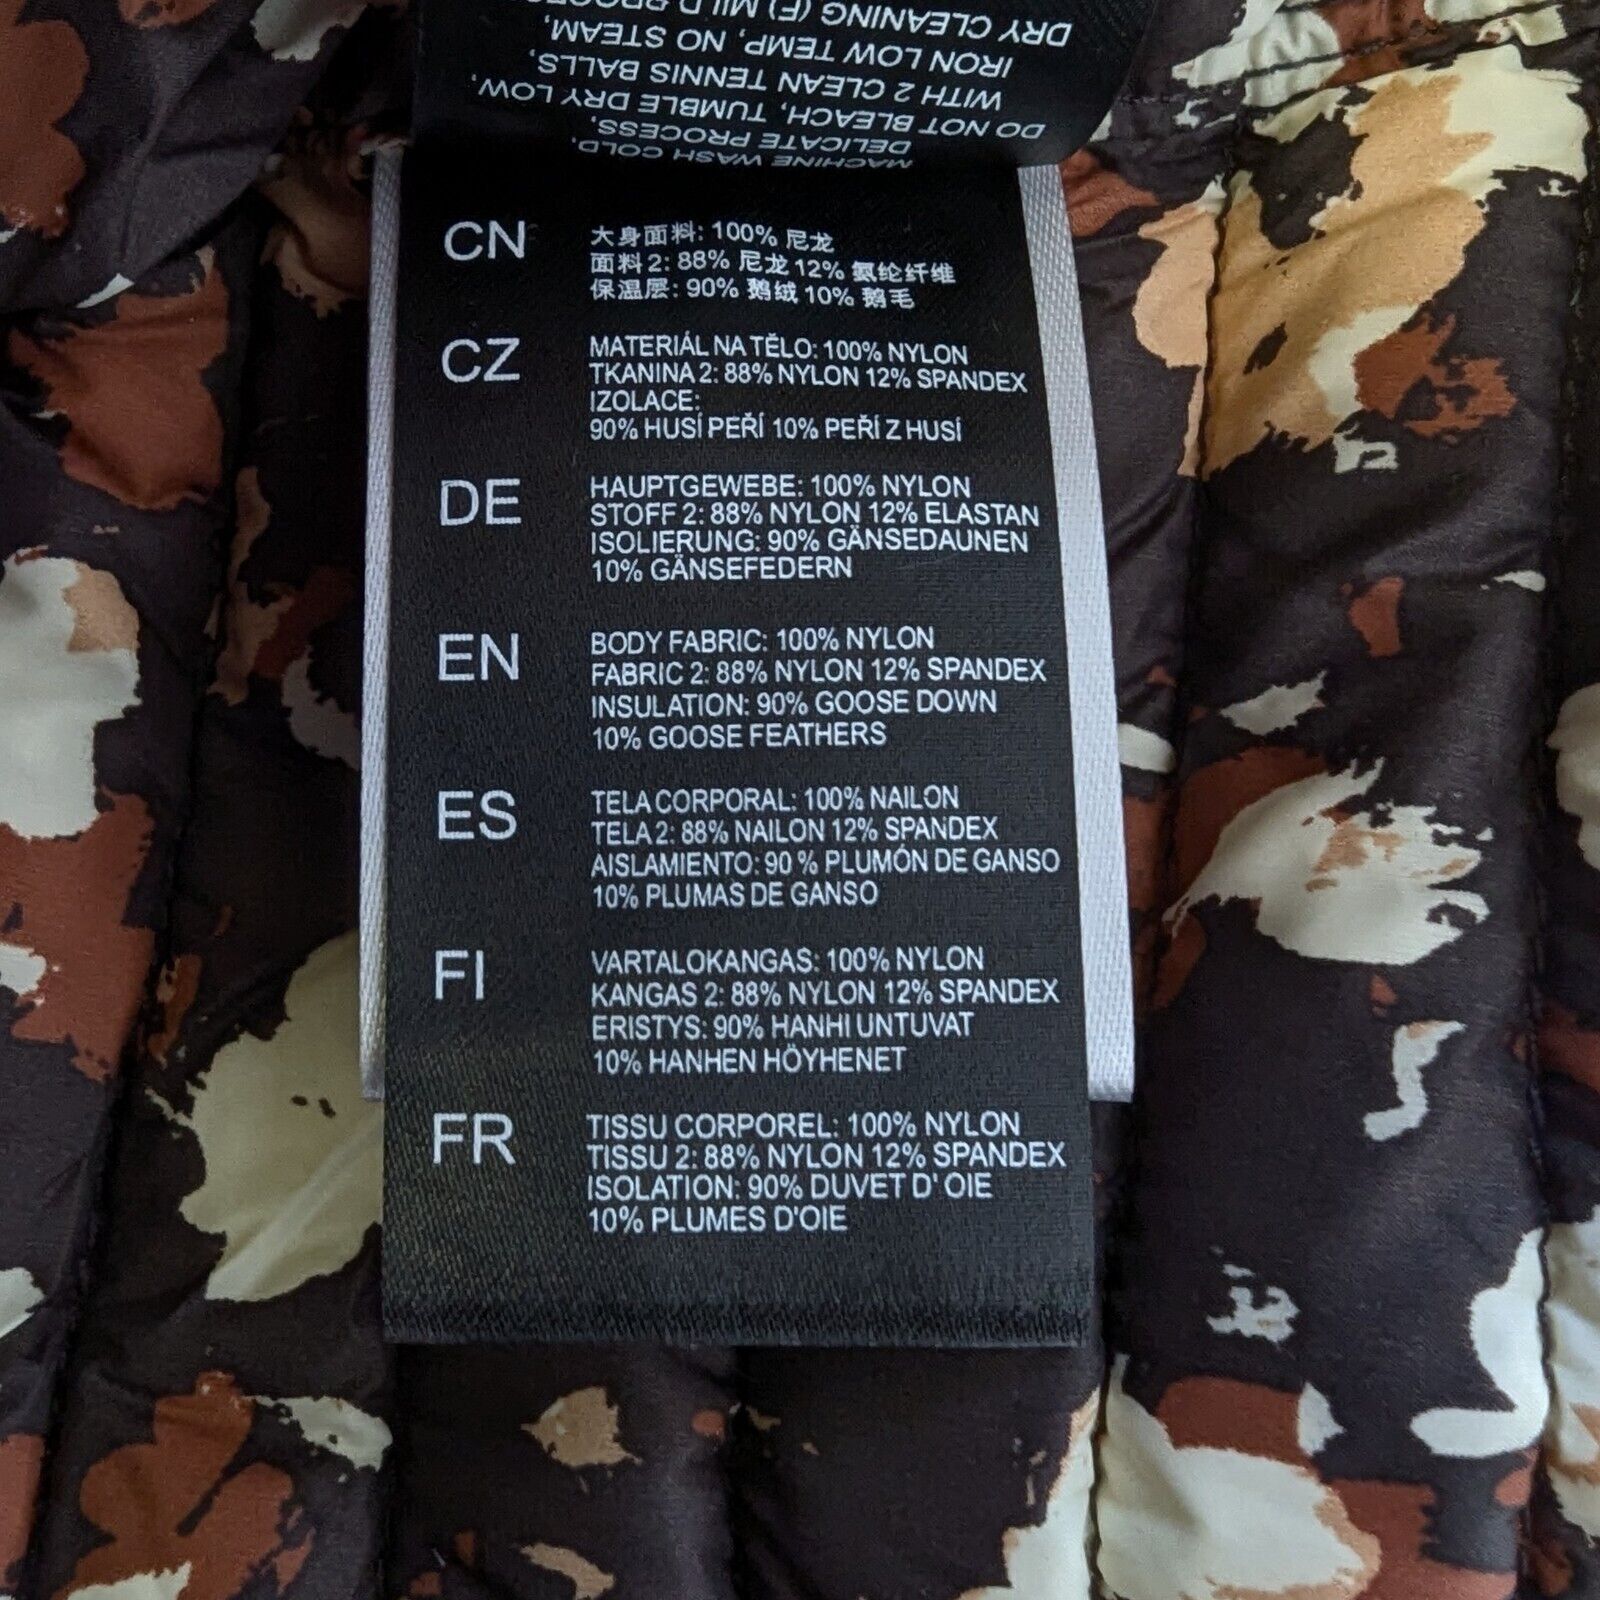 MACHINE WASH COLD,
DELICATE PROCESS,
DO NOT BLEACH, TUMBLE DRY LOW,
WITH 2 CLEAN TENNIS BALLS,
IRON LOW TEMP, NO STEAM,
DRY CLEANING (F) MILD
CN
大身面料: 100% 尼龙
面料 2: 88% 尼龙 12% 氨纶纤维
保温层: 90% 鹅绒 10% 鹅毛
CZ
MATERIÁL NA TĚLO: 100% NYLON
TKANINA 2: 88% NYLON 12% SPANDEX
IZOLACE:
90% HUSÍ PEŘÍ 10% PEŘÍ Z HUSÍ
DE
HAUPTGEWEBE: 100% NYLON
STOFF 2: 88% NYLON 12% ELASTAN
ISOLIERUNG: 90% GÄNSEDAUNEN
10% GÄNSEFEDERN
EN
BODY FABRIC: 100% NYLON
FABRIC 2: 88% NYLON 12% SPANDEX
INSULATION: 90% GOOSE DOWN
10% GOOSE FEATHERS
ES
TELA CORPORAL: 100% NAILON
TELA 2: 88% NAILON 12% SPANDEX
AISLAMIENTO: 90 % PLUMÓN DE GANSO
10% PLUMAS DE GANSO
FI
VARTALOKANGAS: 100% NYLON
KANGAS 2: 88% NYLON 12% SPANDEX
ERISTYS: 90% HANHI UNTUVAT
10% HANHEN HÖYHENET
FR
TISSU CORPOREL: 100% NYLON
TISSU 2: 88% NYLON 12% SPANDEX
ISOLATION: 90% DUVET D' OIE
10% PLUMES D'OIE